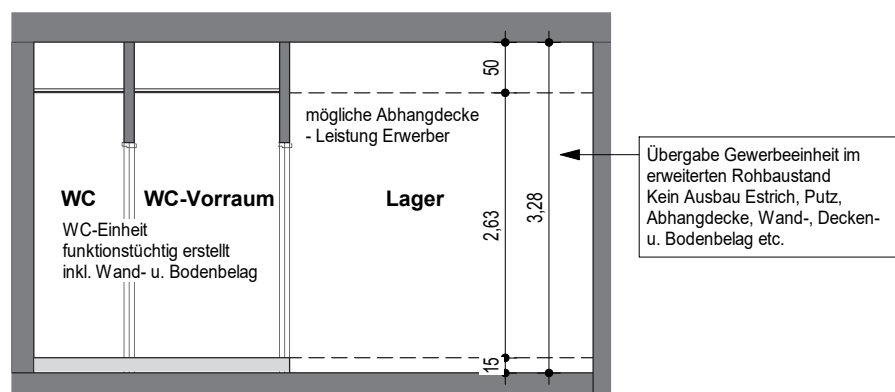 50
mögliche Abhangdecke
- Leistung Erwerber
Übergabe Gewerbeeinheit im
erweiterten Rohbaustand
Kein Ausbau Estrich, Putz,
Abhangdecke, Wand-, Decken-
u. Bodenbelag etc.
WC
WC-Vorraum
Lager
2,63
3,28
WC-Einheit
funktionstüchtig erstellt
inkl. Wand- u. Bodenbelag
15